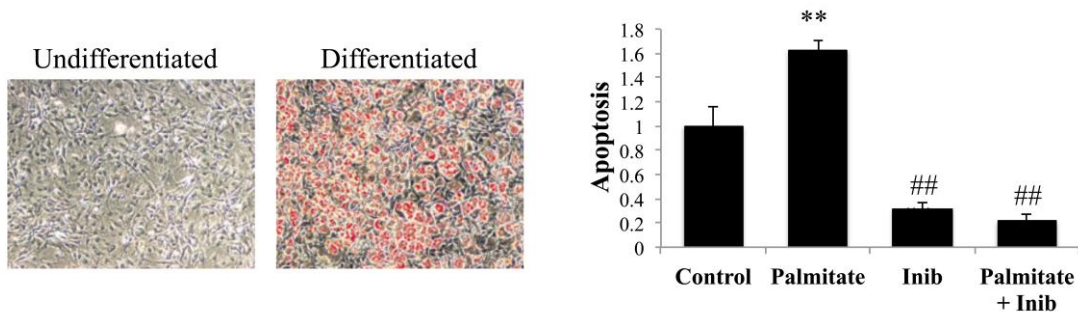 Undifferentiated
Differentiated
Apoptosis
1.8
1.6
1.4
1.2
1
0.8
0.6
0.4
0.2
0
**
##
##
Control Palmitate Inib Palmitate
+ Inib